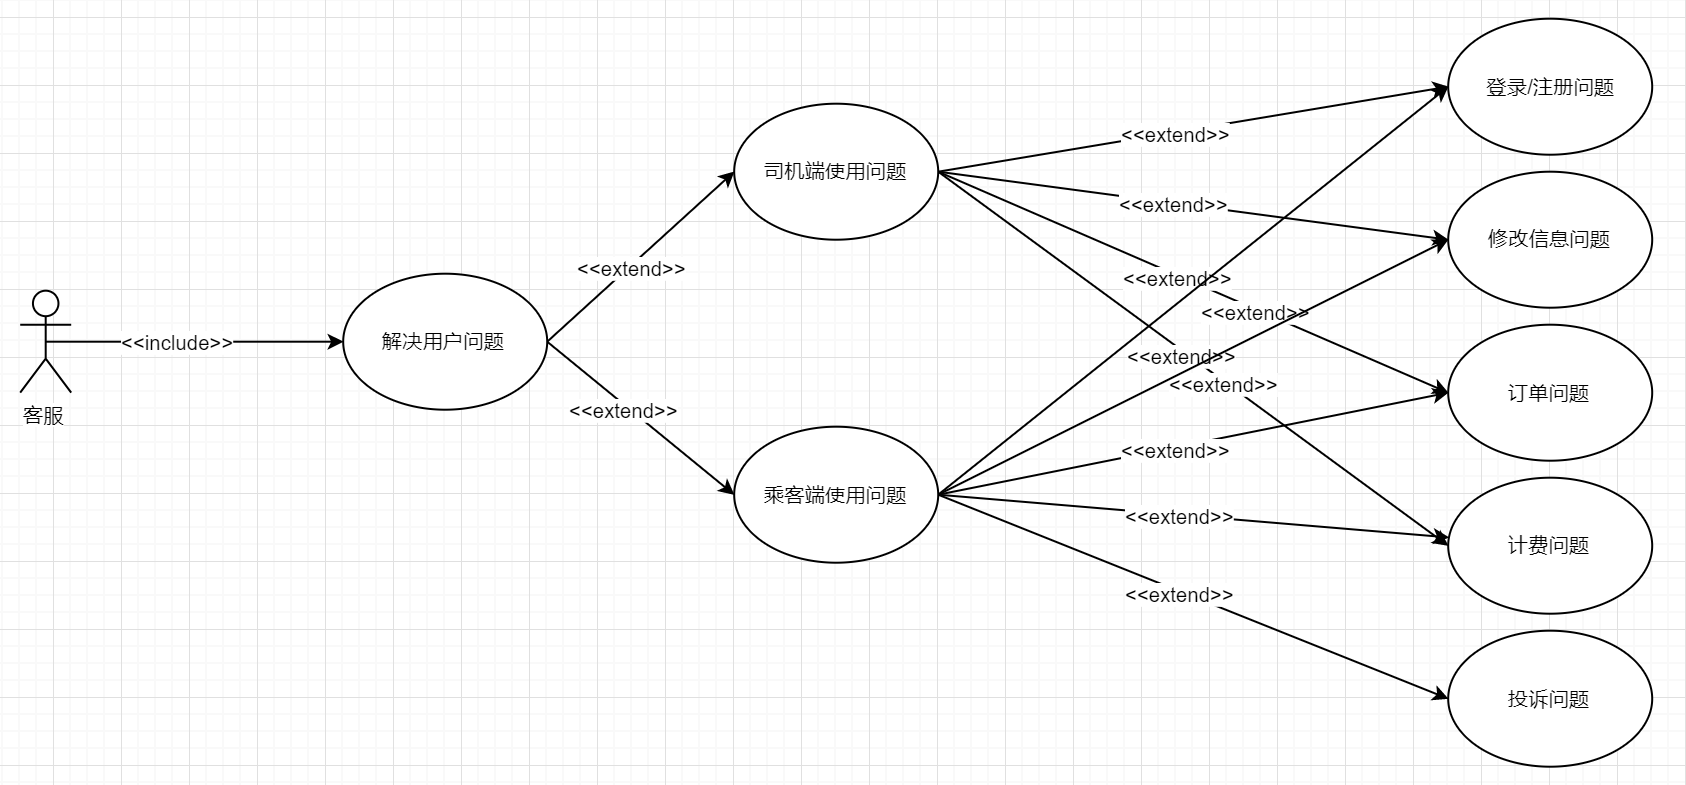 登录/注册问题
<<extend>>
司机端使用问题
<<extend>>
修改信息问题
<<extend>>
<<extend>>
<<extend>>
客服
<<include>>
解决用户问题
<<extend>>
<<extend>>
<<extend>>
订单问题
<<extend>>
<<extend>>
乘客端使用问题
<<extend>>
计费问题
<<extend>>
投诉问题